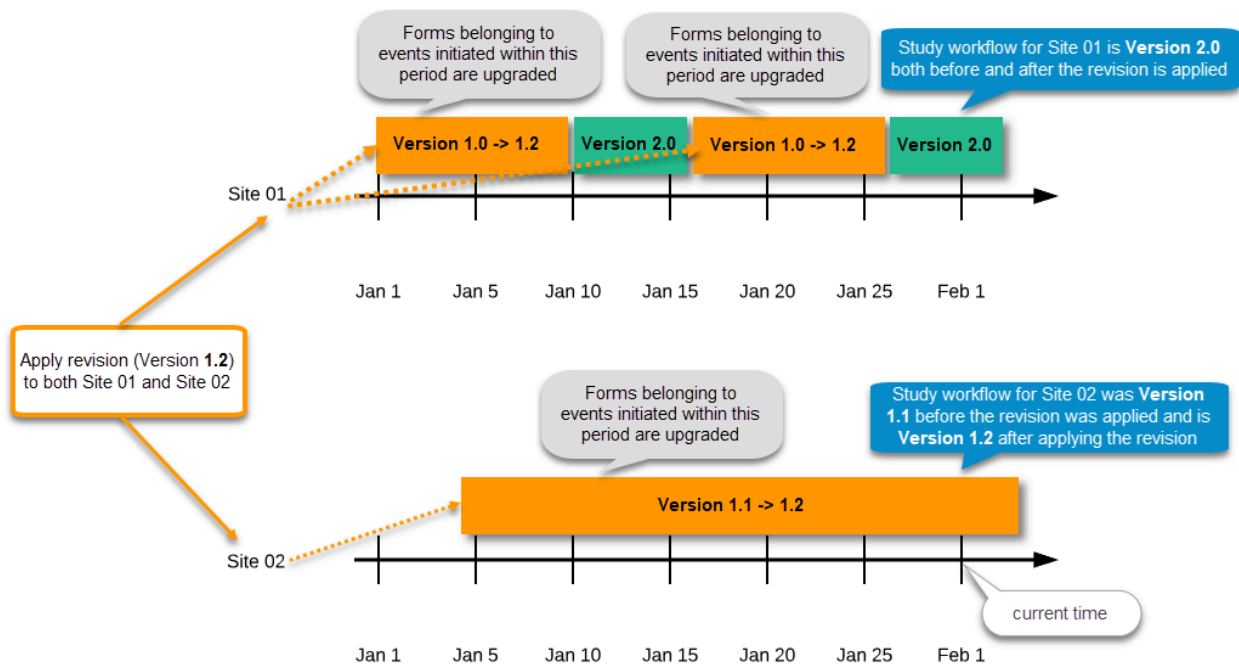 Forms belonging to
events initiated within this
period are upgraded
Forms belonging to
events initiated within this
period are upgraded
Study workflow for Site 01 is Version 2.0
both before and after the revision is applied
Version 1.0 -> 1.2
Version 2.0
Version 1.0 -> 1.2
Version 2.0
Site 01
Jan 1
Jan 5
Jan 10
Jan 15
Jan 20
Jan 25
Feb 1
Apply revision (Version 1.2)
to both Site 01 and Site 02
Forms belonging to
events initiated within this
period are upgraded
Study workflow for Site 02 was Version
1.1 before the revision was applied and is
Version 1.2 after applying the revision
Version 1.1 -> 1.2
Site 02
current time
Jan 1
Jan 5
Jan 10
Jan 15
Jan 20
Jan 25
Feb 1